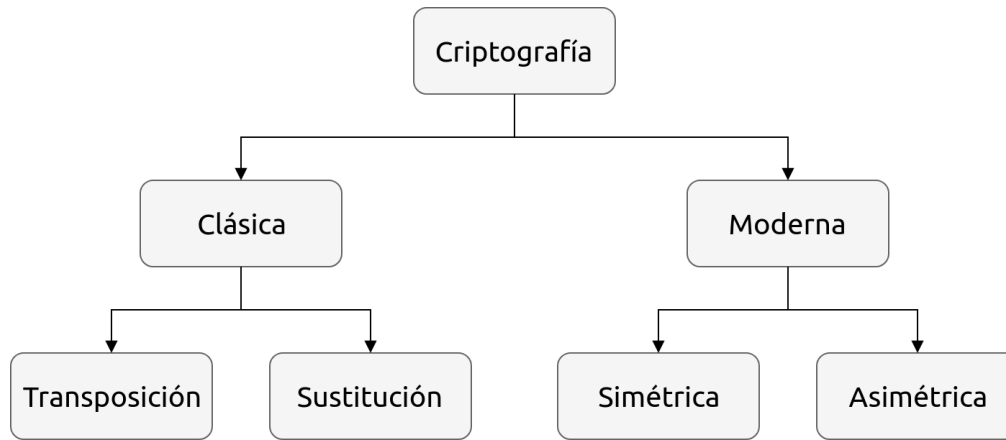 Criptografía
Clásica
Moderna
Transposición
Sustitución
Simétrica
Asimétrica